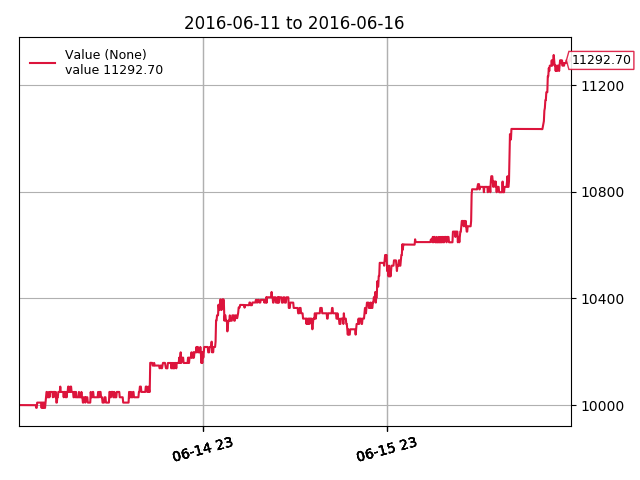 2016-06-11 to 2016-06-16
Value (None)
value 11292.70
11292.70
11200
10800
10400
10000
06-14 23
06-15 23